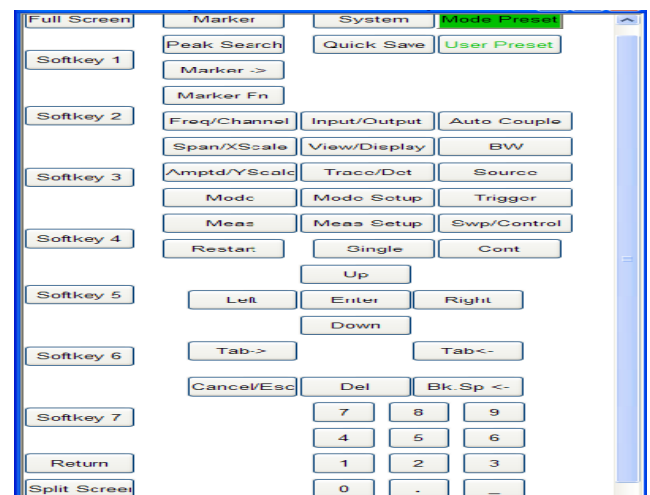 Full Screen Marker System Mode Preset
Peak Search Quick Save User Preset
Softkey 1
Marker ->
Marker Fn
Softkey 2
Freq/Channel Input/Output Auto Couple
Span/XScale View/Display BW
Softkey 3
Amptd/YScale Trace/Det Source
Mode Mode Setup Trigger
Meas Meas Setup Swp/Control
Softkey 4
Restart Single Cont
Up
Softkey 5
Left Enter Right
Down
Softkey 6
Tab-> Tab<-
Cancel/Esc Del Bk.Sp <-
Softkey 7
7 8 9
4 5 6
Return 1 2 3
Split Screen 0 . _